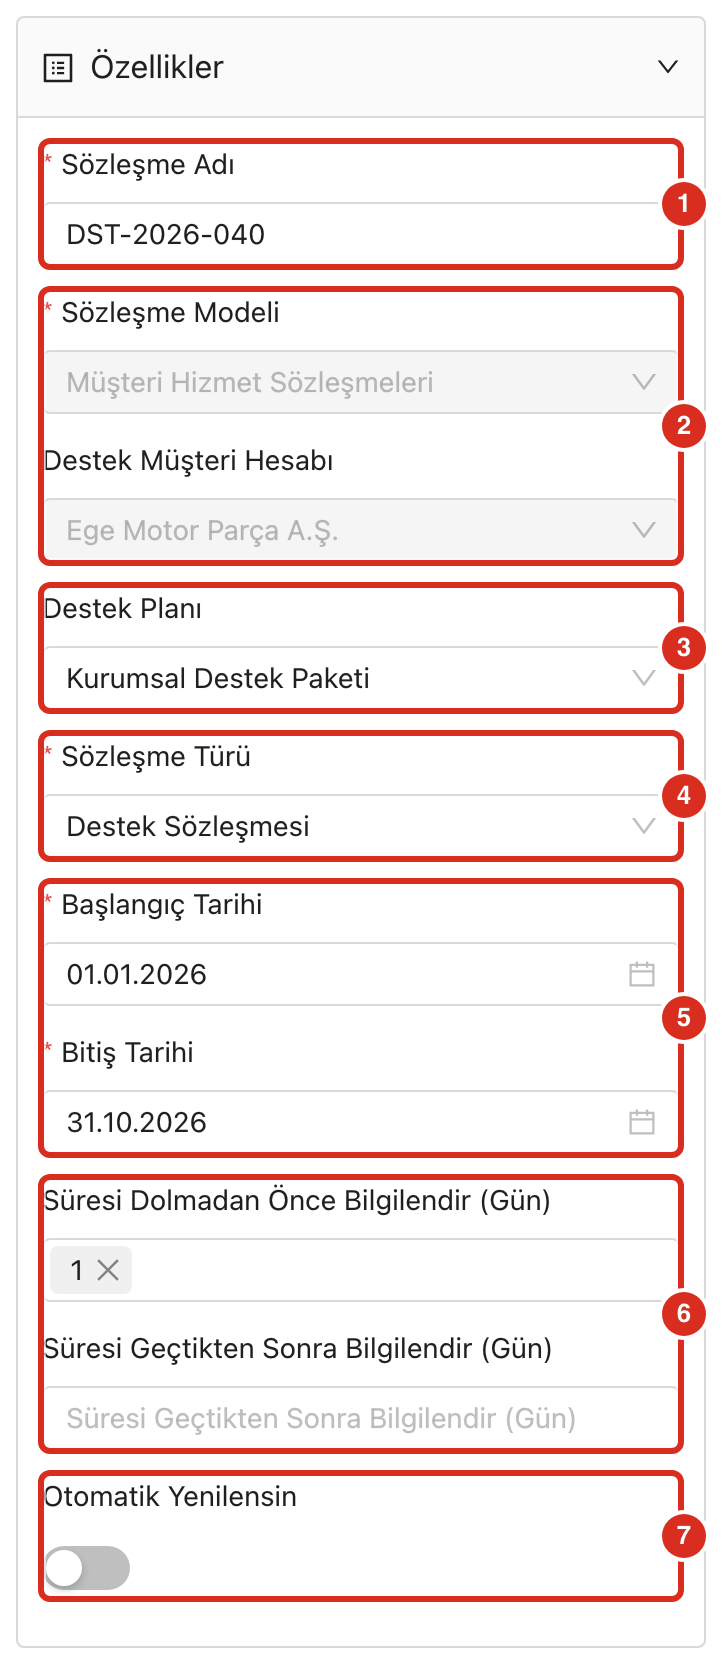 Özellikler
* Sözleşme Adı
1
DST-2026-040
* Sözleşme Modeli
Müşteri Hizmet Sözleşmeleri
2
Destek Müşteri Hesabı
Ege Motor Parça A.Ş.
Destek Planı
3
Kurumsal Destek Paketi
* Sözleşme Türü
4
Destek Sözleşmesi
* Başlangıç Tarihi
01.01.2026
5
* Bitiş Tarihi
31.10.2026
Süresi Dolmadan Önce Bilgilendir (Gün)
1
6
Süresi Geçtikten Sonra Bilgilendir (Gün)
Süresi Geçtikten Sonra Bilgilendir (Gün)
Otomatik Yenilensin
7